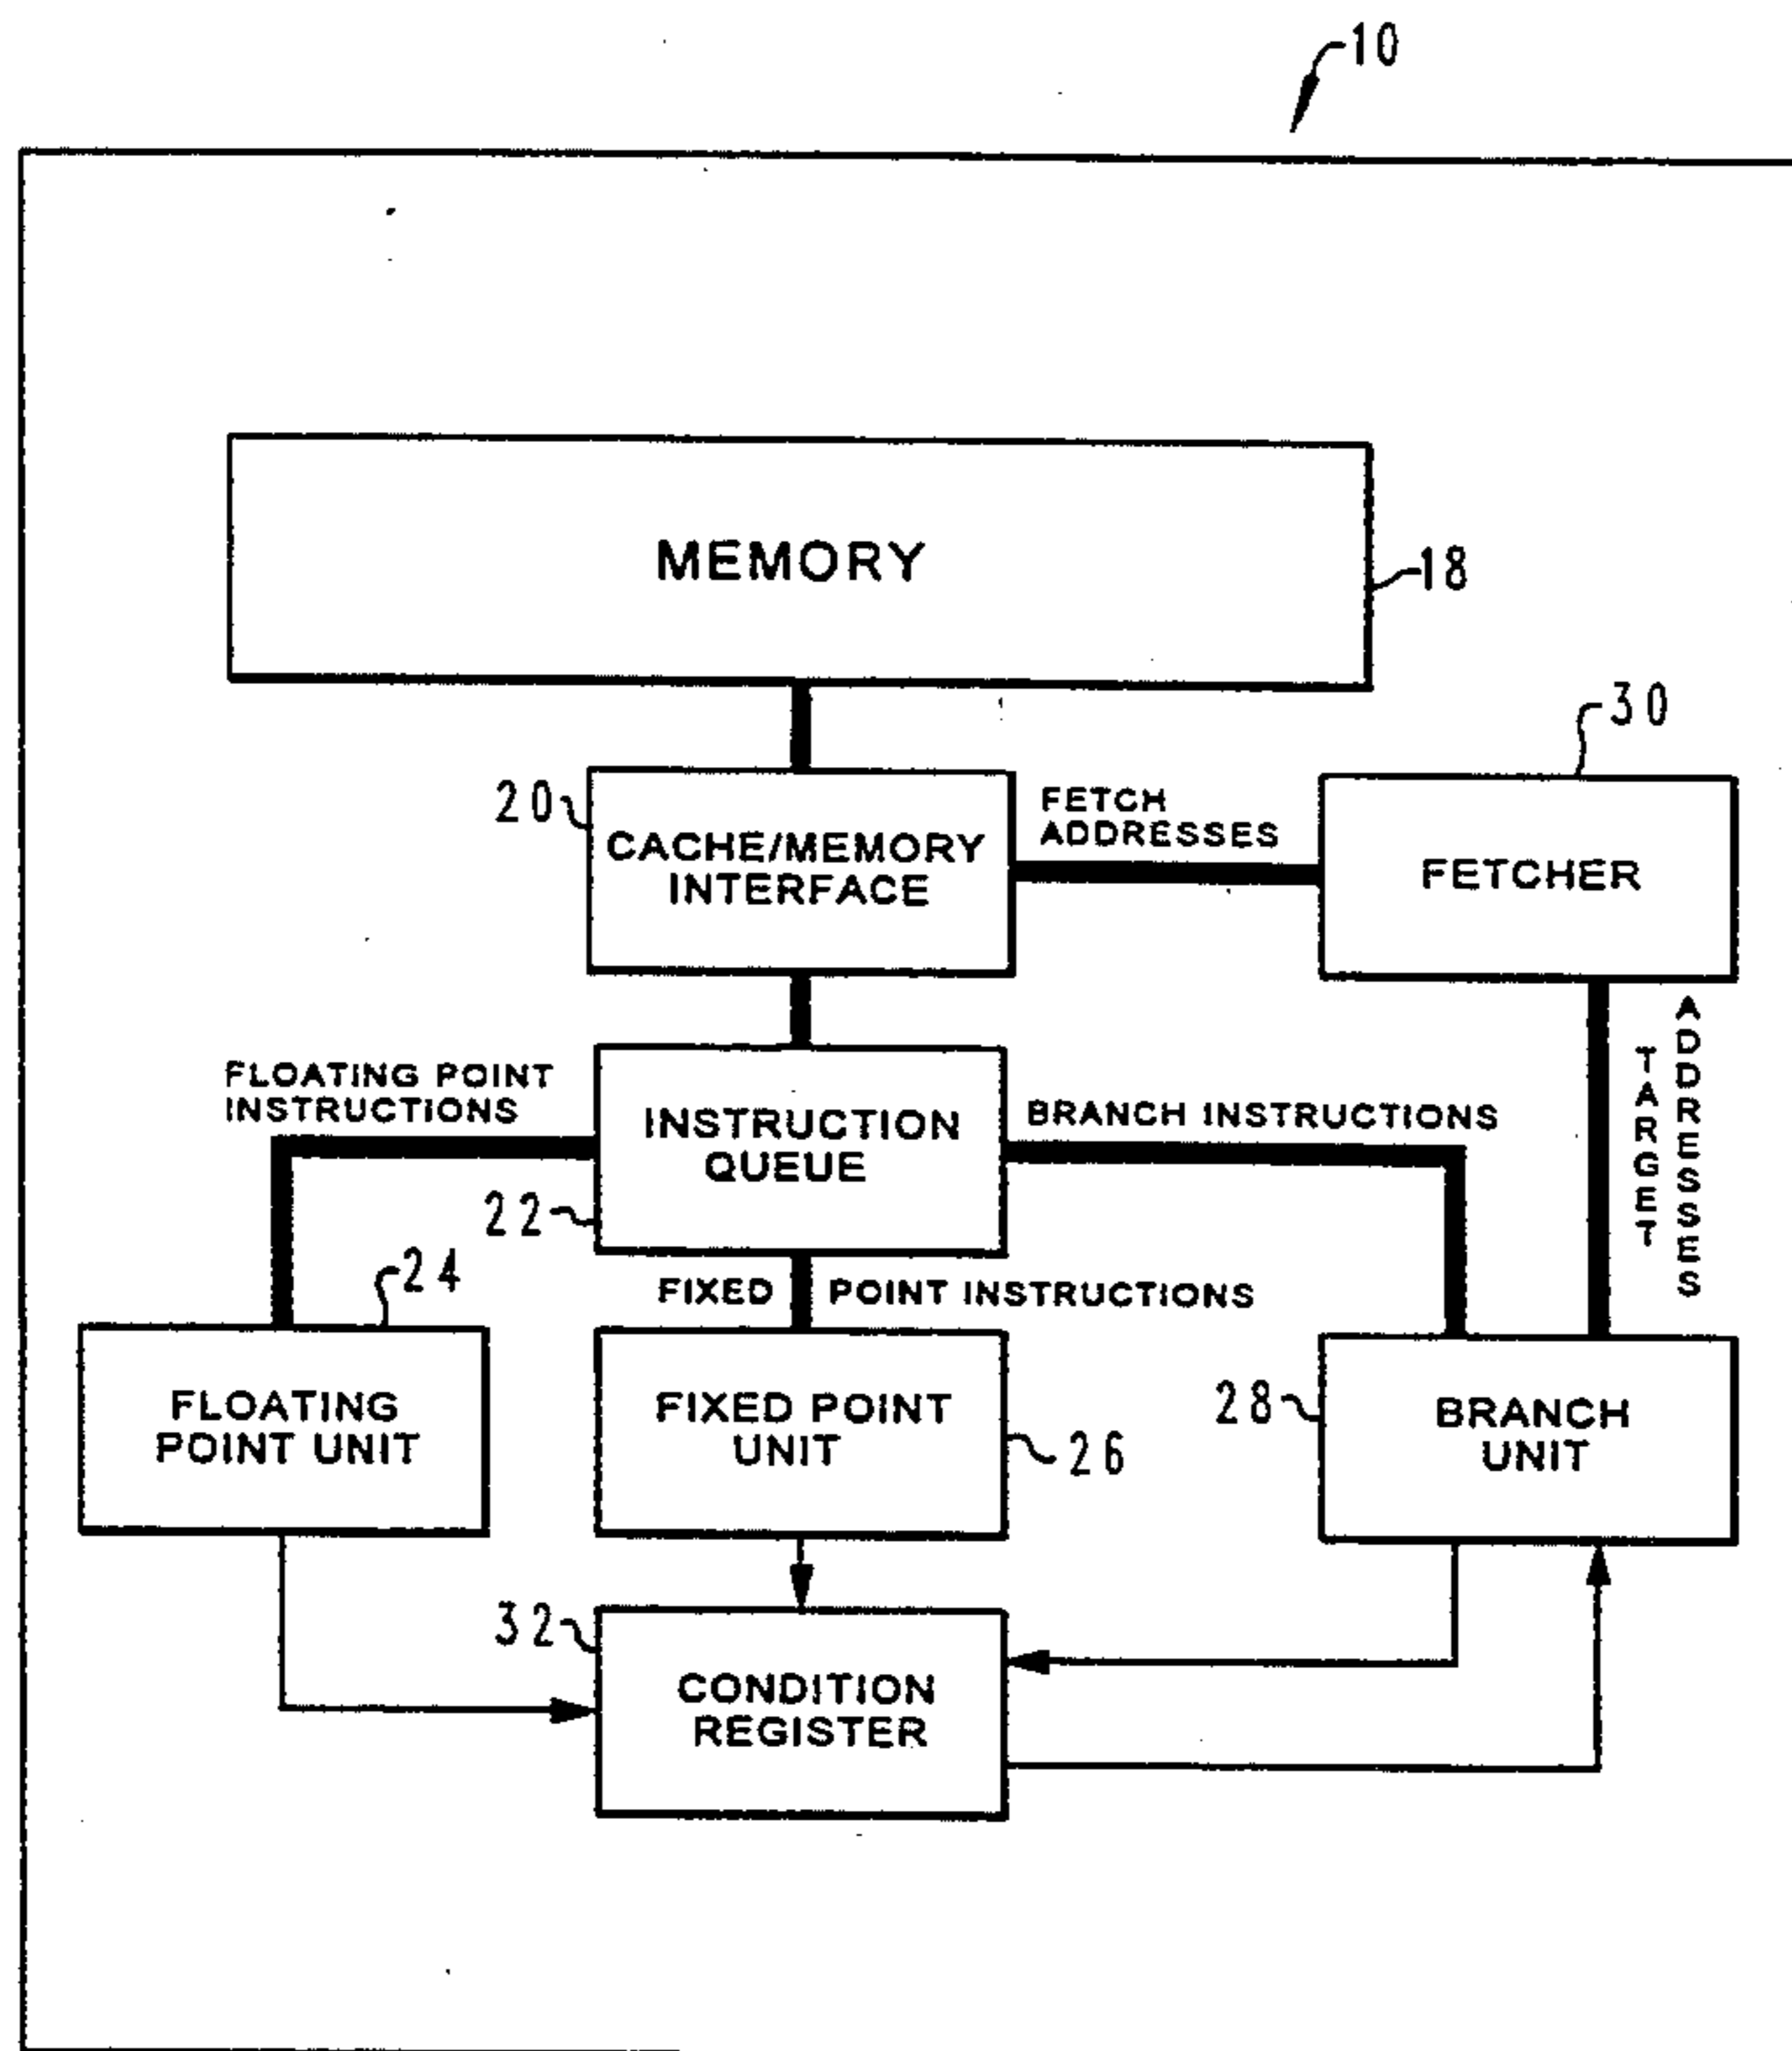 10
MEMORY
18
30
20
CACHE/MEMORY
INTERFACE
FETCH
ADDRESSES
FETCHER
FLOATING POINT
INSTRUCTIONS
INSTRUCTION
QUEUE
22
BRANCH INSTRUCTIONS
TARGET
ADDRESSES
24
FIXED POINT INSTRUCTIONS
FLOATING
POINT UNIT
FIXED POINT
UNIT
26
28
BRANCH
UNIT
32
CONDITION
REGISTER